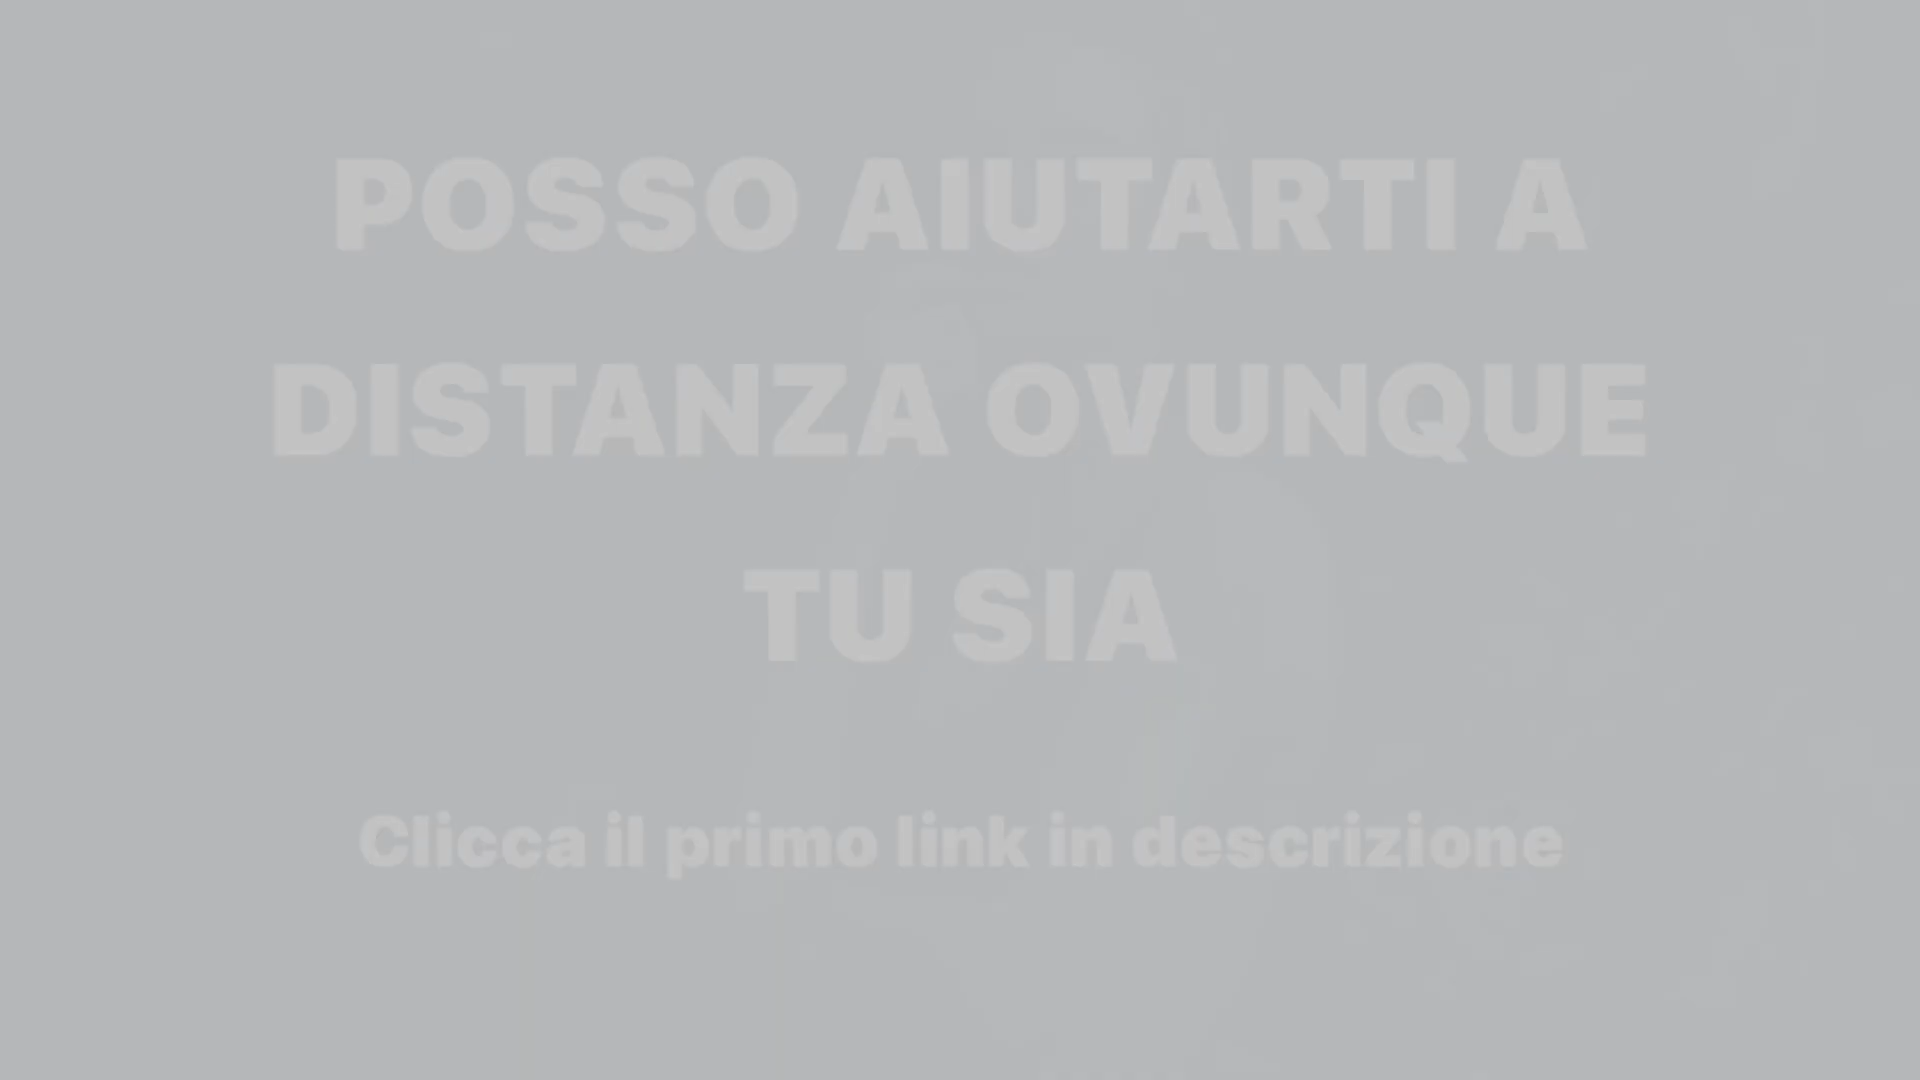 POSSO AIUTARTI A
DISTANZA OVUNQUE
TU SIA
Clicca il primo link in descrizione